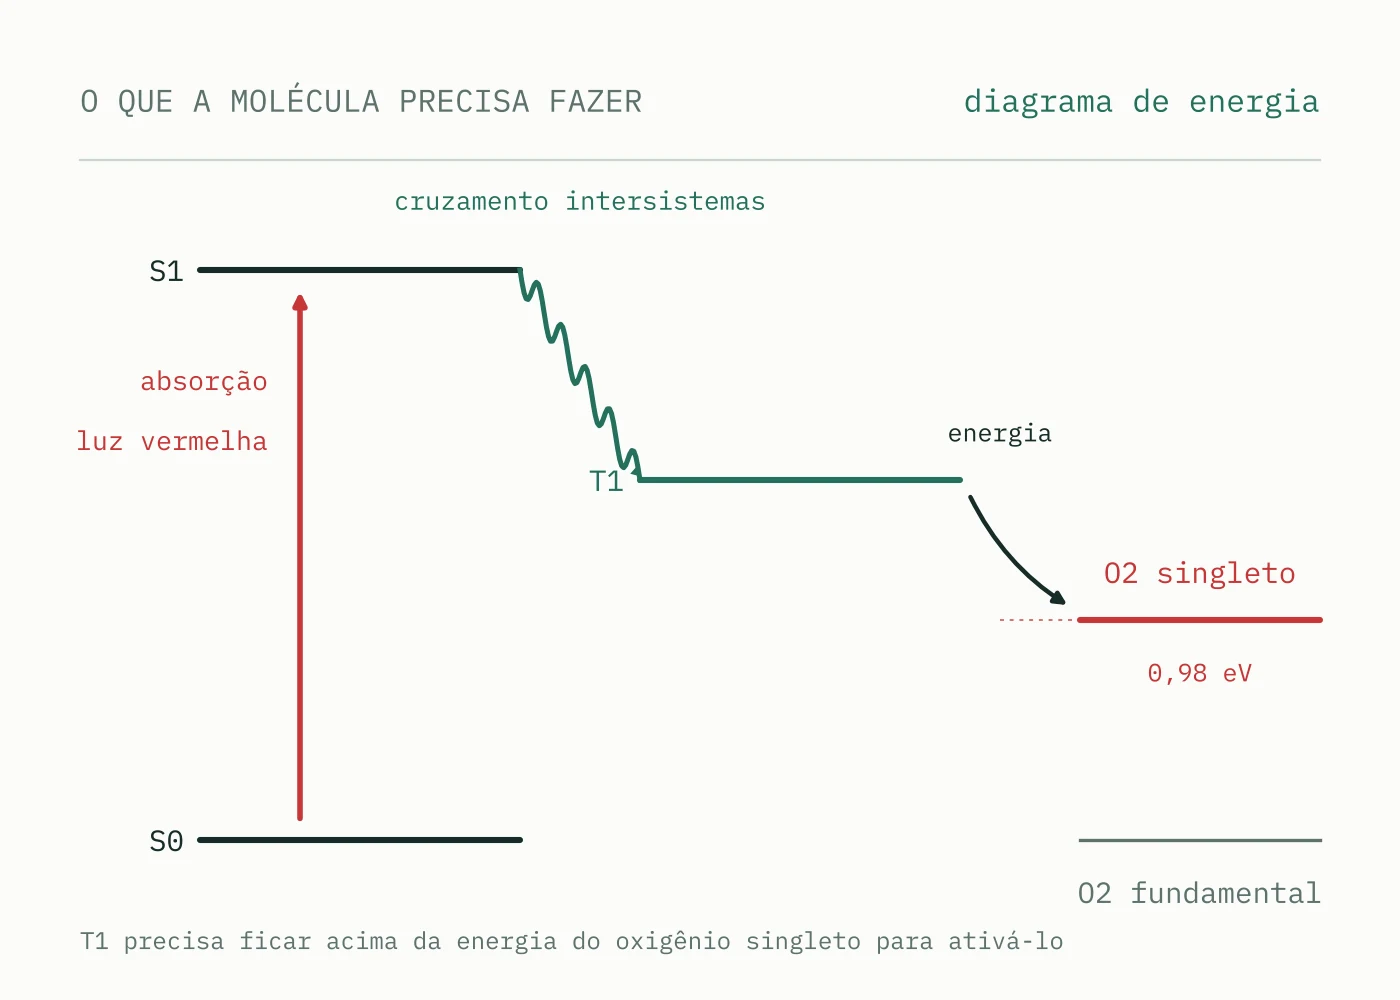 O QUE A MOLÉCULA PRECISA FAZER
diagrama de energia
cruzamento intersistemas
S1
absorção
luz vermelha
energia
T1
O2 singleto
0,98 eV
S0
O2 fundamental
T1 precisa ficar acima da energia do oxigênio singleto para ativá-lo